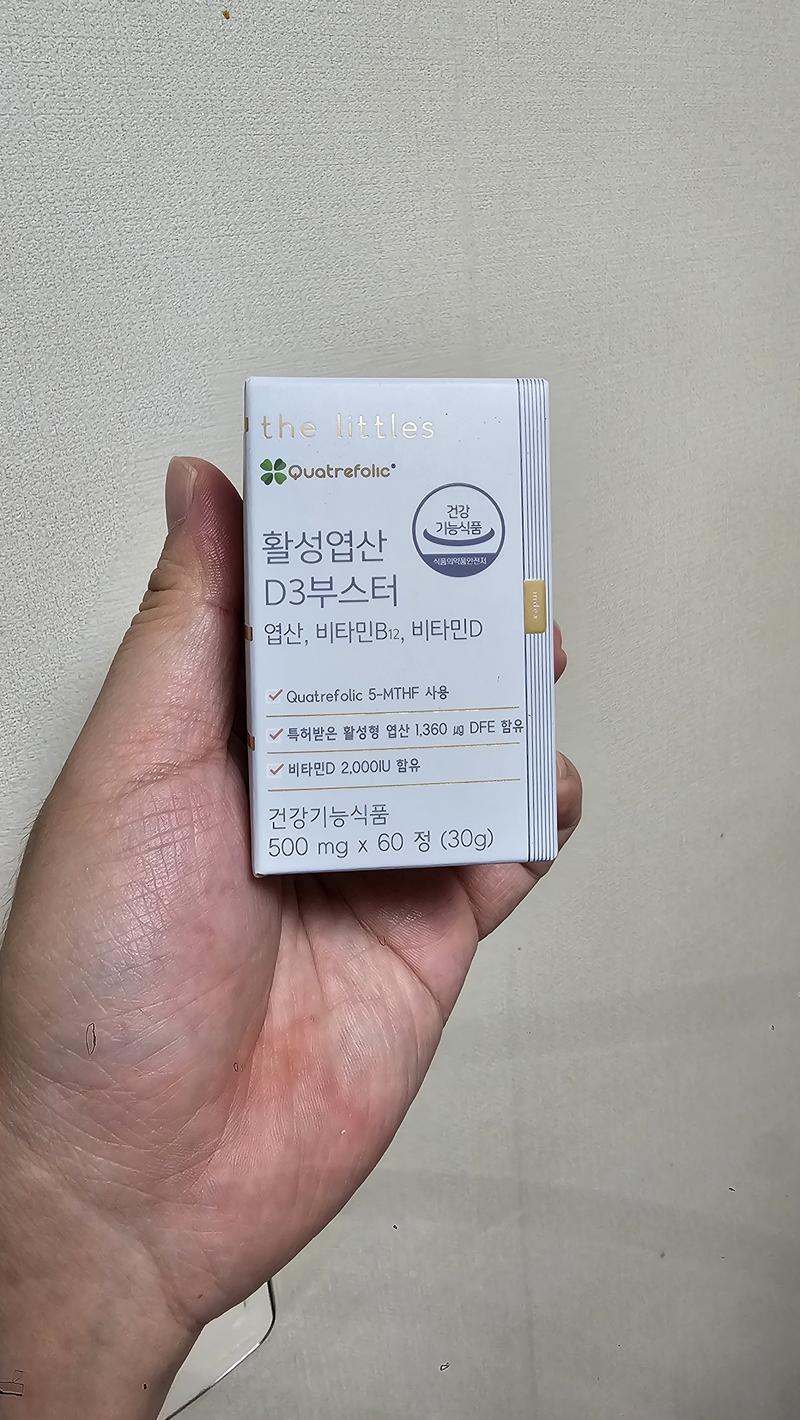 the littles
Quatrefolic®
건강
기능식품
식품의약품안전처
활성엽산
D3부스터
엽산, 비타민B12, 비타민D
index
Quatrefolic 5-MTHF 사용
특허받은 활성형 엽산 1,360 ㎍ DFE 함유
비타민D 2,000IU 함유
건강기능식품
500 mg x 60 정 (30g)